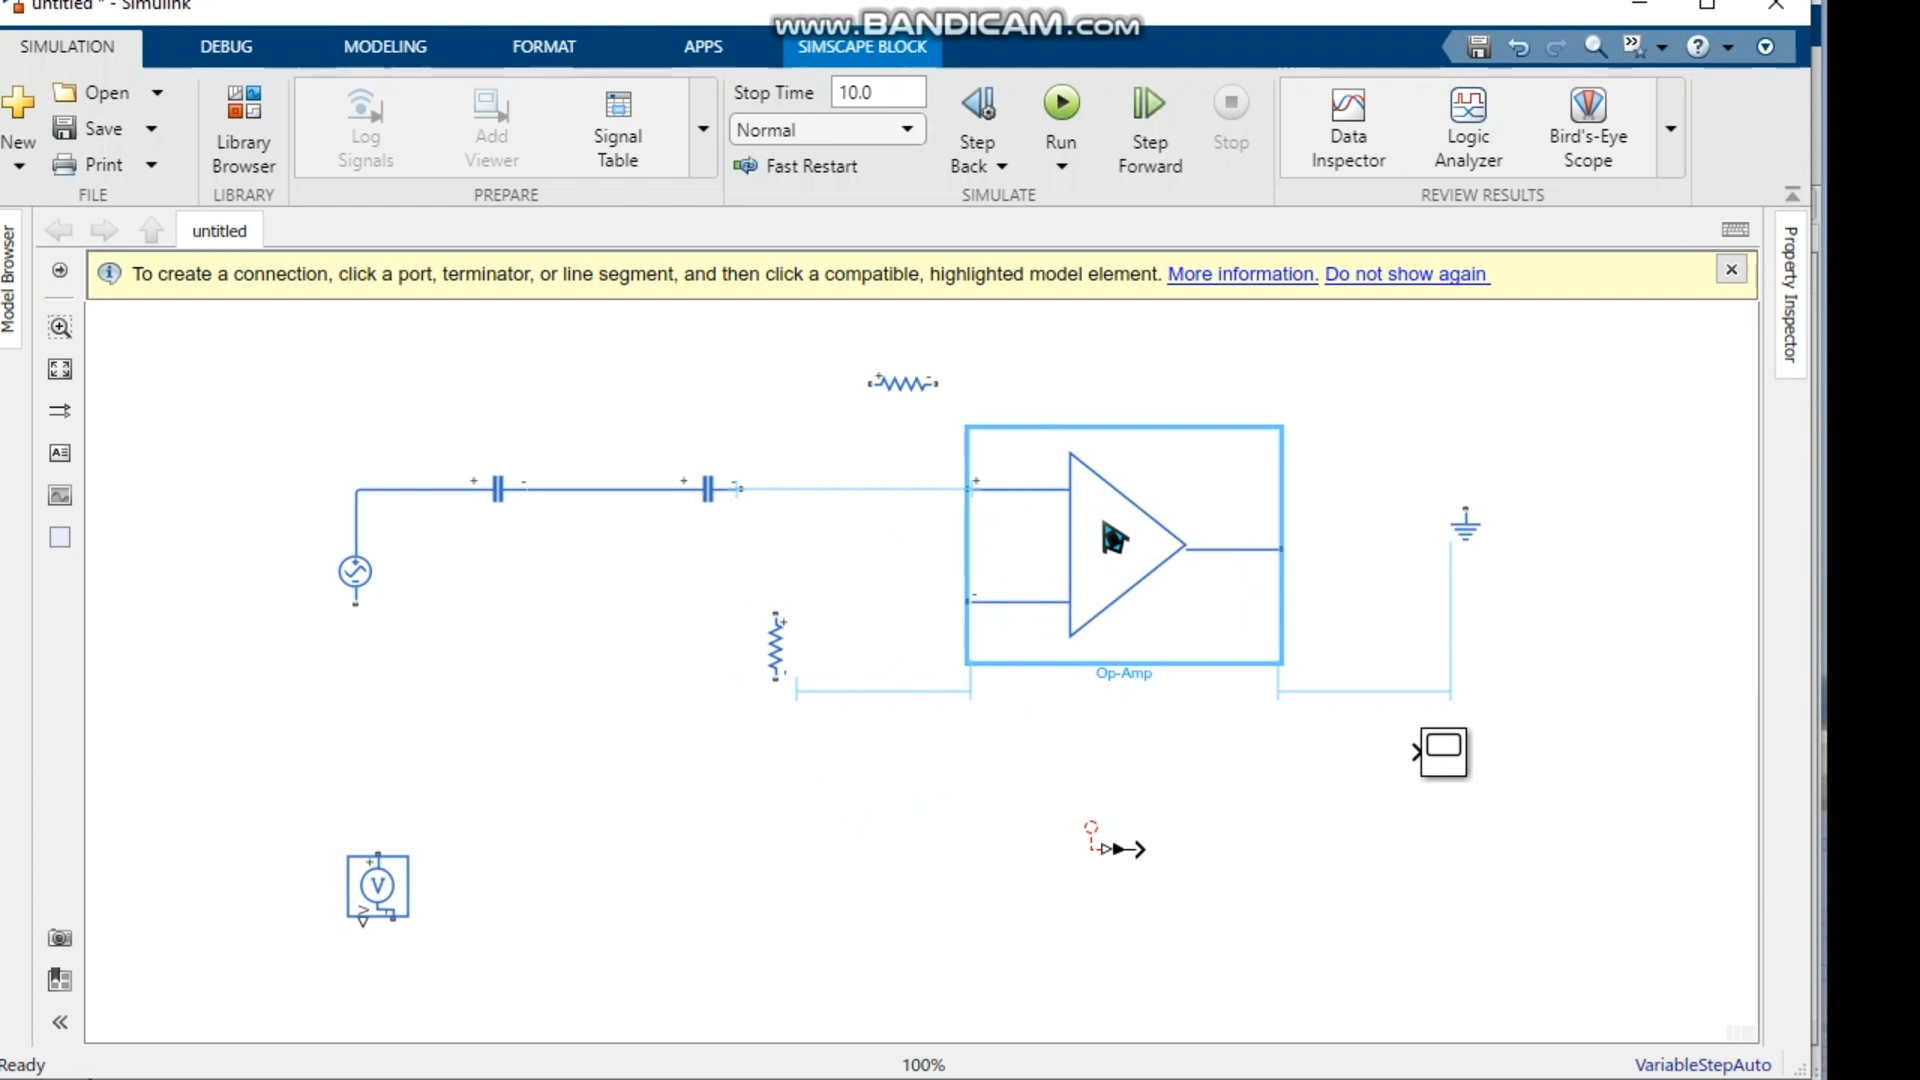 untitled * - Simulink
www.BANDICAM.com
SIMULATION DEBUG MODELING FORMAT APPS SIMSCAPE BLOCK
New
Open
Save
Print
FILE
Library
Browser
LIBRARY
Log
Signals
Add
Viewer
Signal
Table
PREPARE
Stop Time 10.0
Normal
Fast Restart
Step
Back
Run
Step
Forward
Stop
SIMULATE
Data
Inspector
Logic
Analyzer
Bird's-Eye
Scope
REVIEW RESULTS
Model Browser
untitled
Property Inspector
To create a connection, click a port, terminator, or line segment, and then click a compatible, highlighted model element. More information. Do not show again
+ -
+ - + - +
-
+
-
Op-Amp
+
V
V
Ready 100% VariableStepAuto